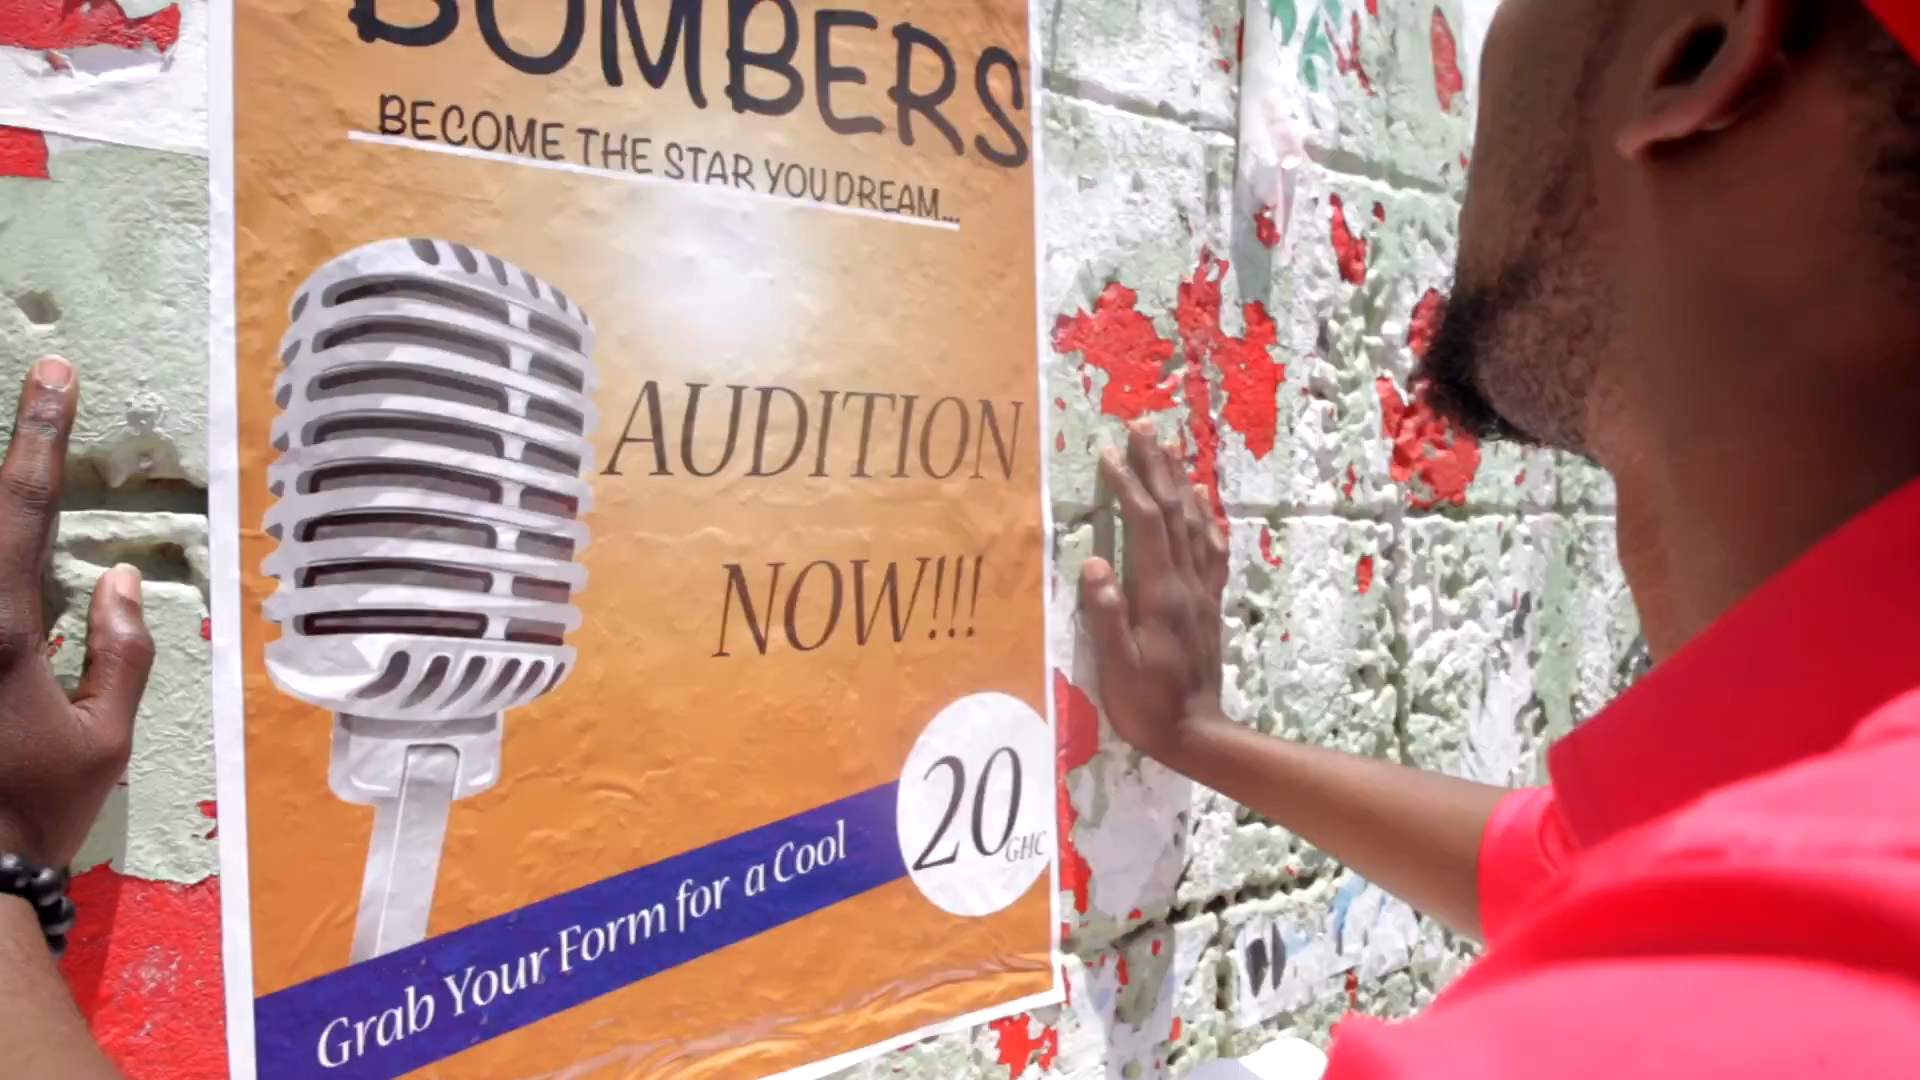 BOMBERS
BECOME THE STAR YOU DREAM...
AUDITION
NOW!!!
20
GHC
Grab Your Form for a Cool